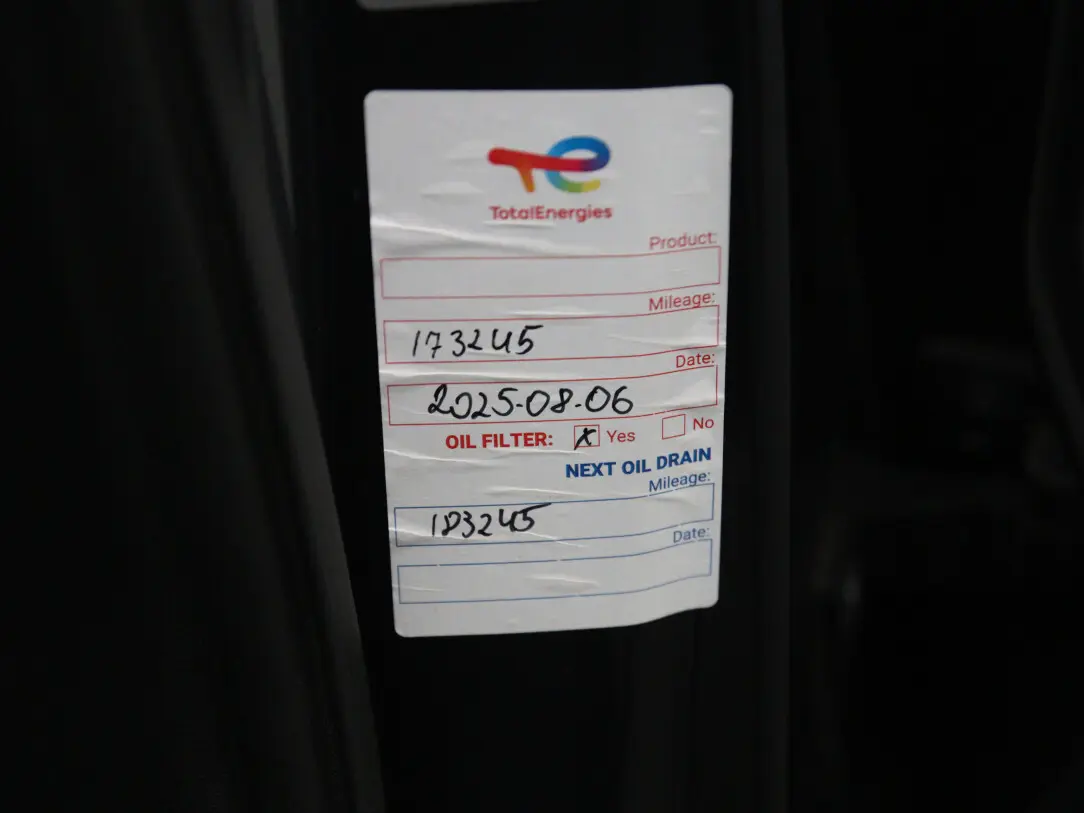 TotalEnergies
Product:
Mileage:
173245
Date:
2025-08-06
OIL FILTER: x Yes No
NEXT OIL DRAIN
Mileage:
183245
Date: